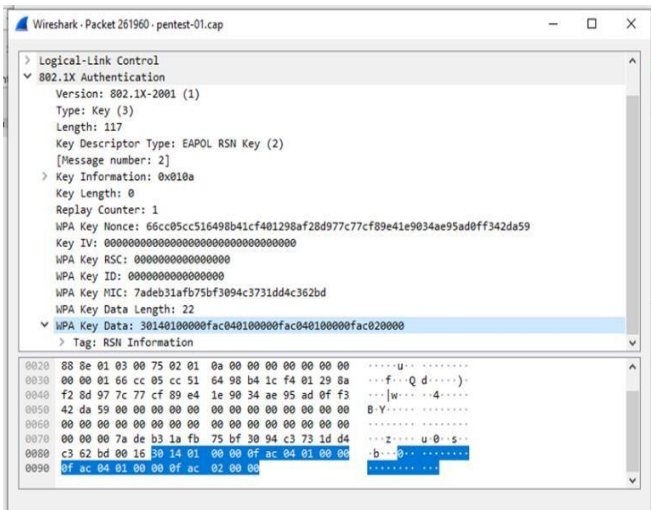 Wireshark · Packet 261960 · pentest-01.cap
> Logical-Link Control
802.1X Authentication
Version: 802.1X-2001 (1)
Type: Key (3)
Length: 117
Key Descriptor Type: EAPOL RSN Key (2)
[Message number: 2]
> Key Information: 0x010a
Key Length: 0
Replay Counter: 1
WPA Key Nonce: 66cc05cc516498b41cf401298af28d977c77cf89e41e9034ae95ad0ff342da59
Key IV: 00000000000000000000000000000000
WPA Key RSC: 0000000000000000
WPA Key ID: 0000000000000000
WPA Key MIC: 7adeb31afb75bf3094c3731dd4c362bd
WPA Key Data Length: 22
WPA Key Data: 30140100000fac040100000fac040100000fac020000
> Tag: RSN Information
0020 88 8e 01 03 00 75 02 01 0a 00 00 00 00 00 00 00 ·····u·· ········
0030 00 00 01 66 cc 05 cc 51 64 98 b4 1c f4 01 29 8a ···f···Q d·····)·
0040 f2 8d 97 7c 77 cf 89 e4 1e 90 34 ae 95 ad 0f f3 ···|w··· ··4·····
0050 42 da 59 00 00 00 00 00 00 00 00 00 00 00 00 00 B·Y····· ········
0060 00 00 00 00 00 00 00 00 00 00 00 00 00 00 00 00 ········ ········
0070 00 00 00 7a de b3 1a fb 75 bf 30 94 c3 73 1d d4 ···z···· u·0··s··
0080 c3 62 bd 00 16 30 14 01 00 00 0f ac 04 01 00 00 ·b···0·· ········
0090 0f ac 04 01 00 00 0f ac 02 00 00 ········ ···